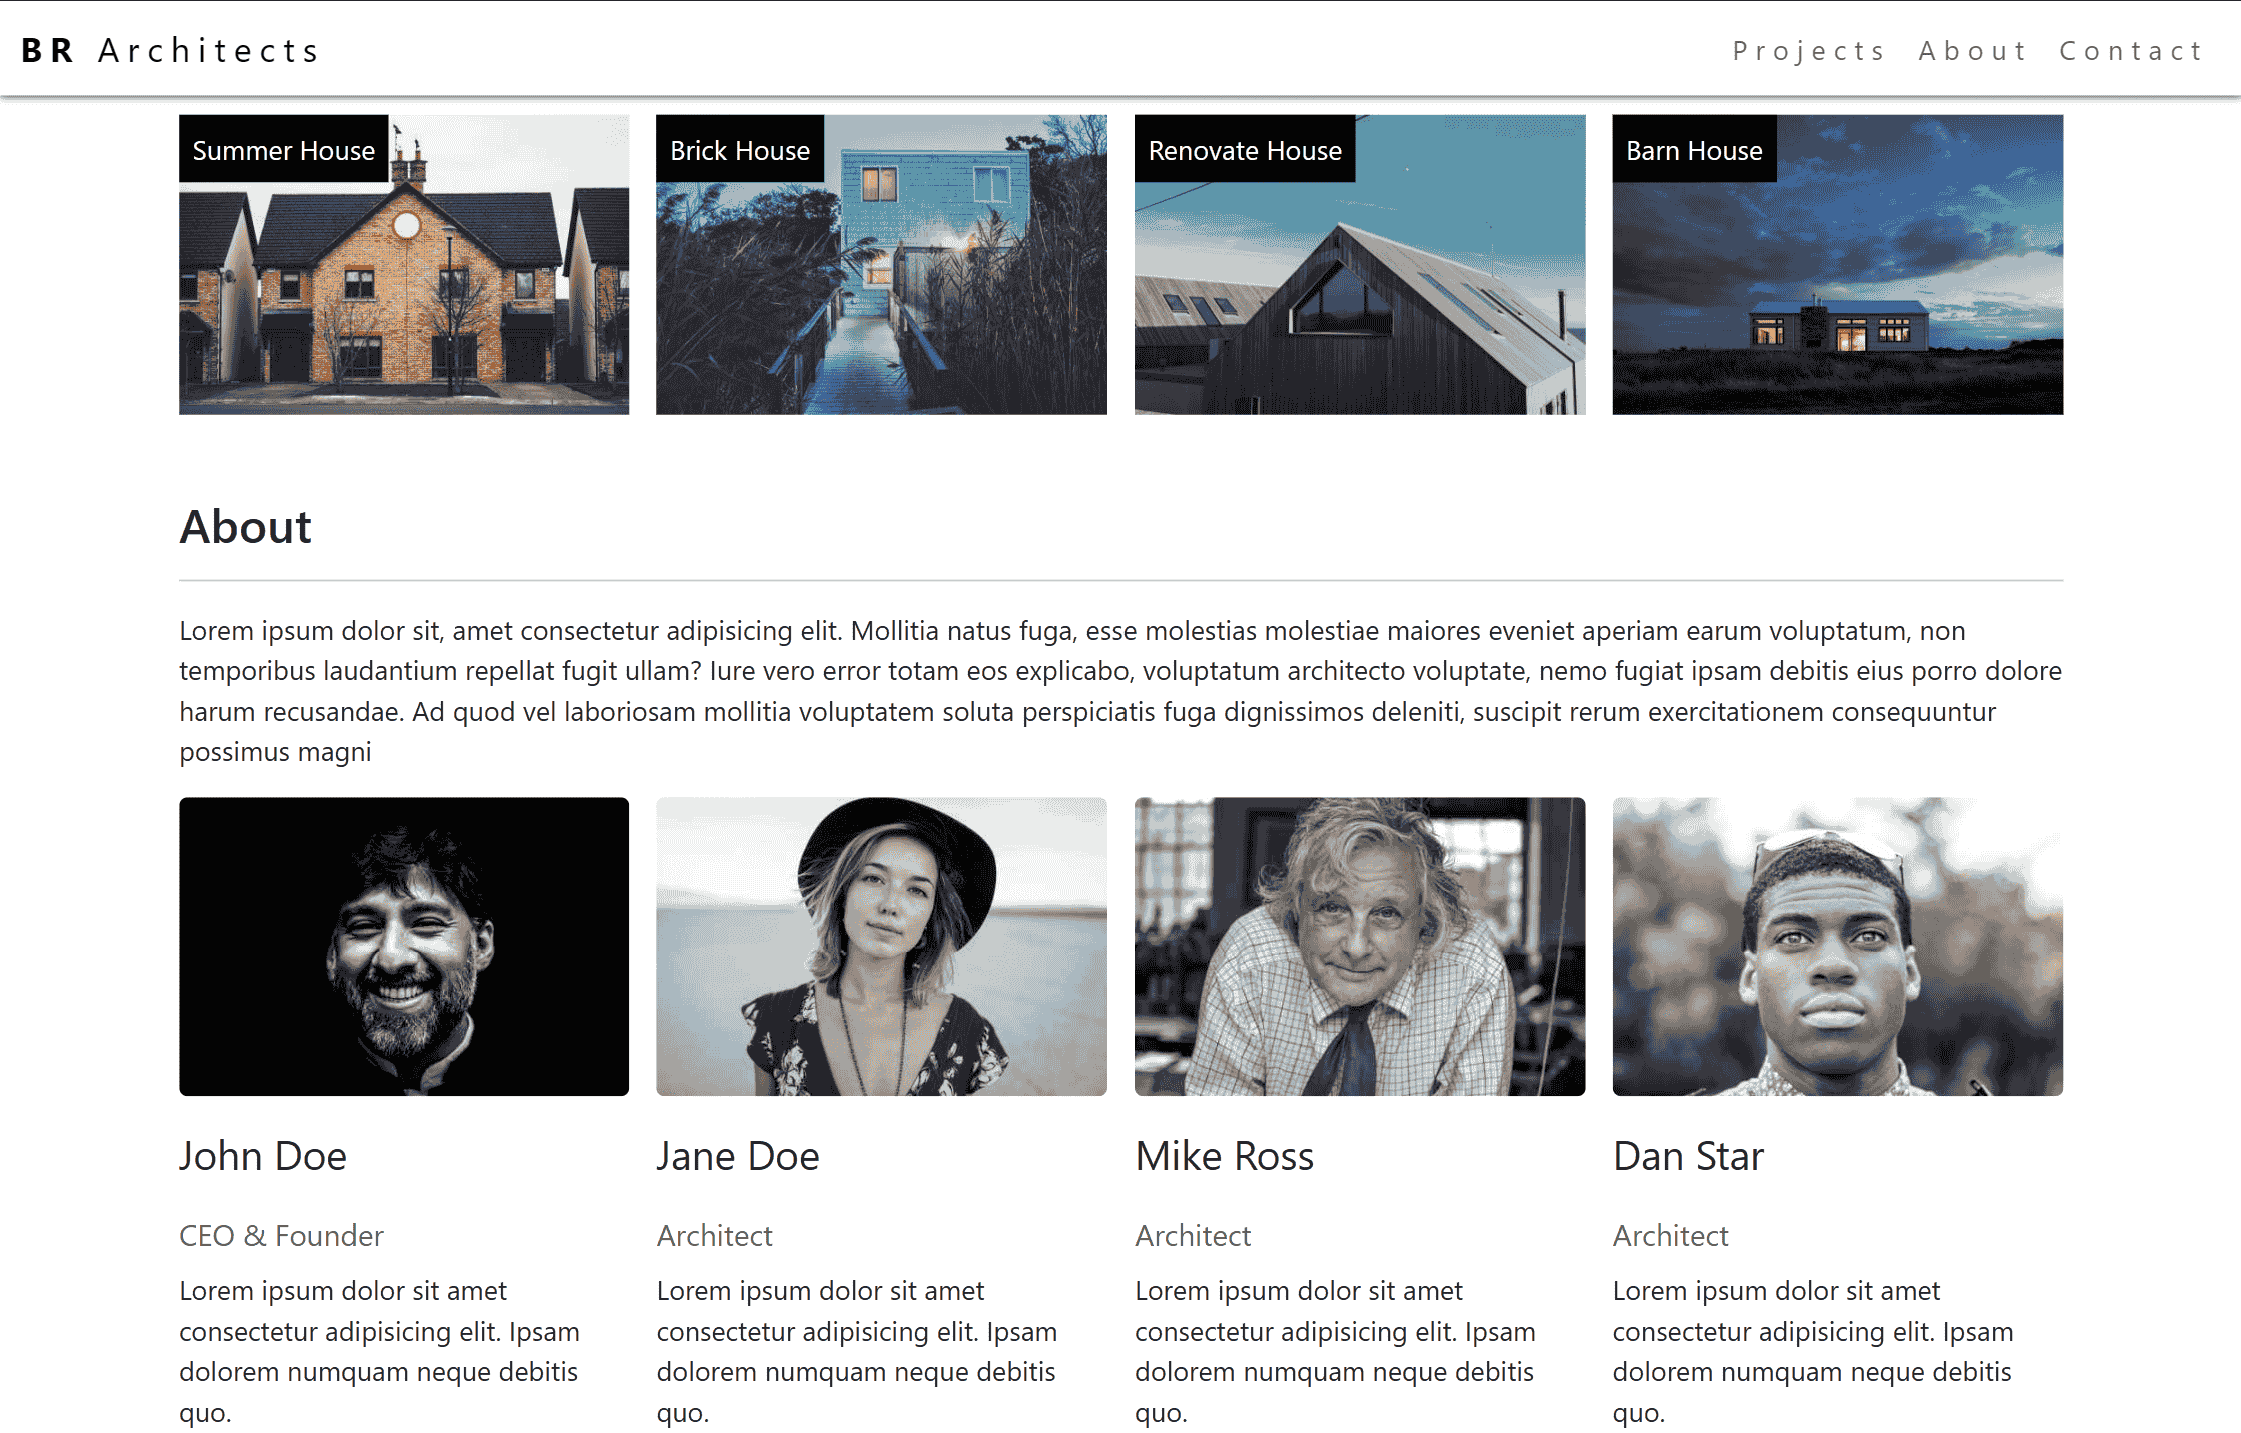 BR Architects
Projects About Contact
Summer House
Brick House
Renovate House
Barn House
About
Lorem ipsum dolor sit, amet consectetur adipisicing elit. Mollitia natus fuga, esse molestias molestiae maiores eveniet aperiam earum voluptatum, non
temporibus laudantium repellat fugit ullam? Iure vero error totam eos explicabo, voluptatum architecto voluptate, nemo fugiat ipsam debitis eius porro dolore
harum recusandae. Ad quod vel laboriosam mollitia voluptatem soluta perspiciatis fuga dignissimos deleniti, suscipit rerum exercitationem consequuntur
possimus magni
John Doe
CEO & Founder
Lorem ipsum dolor sit amet
consectetur adipisicing elit. Ipsam
dolorem numquam neque debitis
quo.
Jane Doe
Architect
Lorem ipsum dolor sit amet
consectetur adipisicing elit. Ipsam
dolorem numquam neque debitis
quo.
Mike Ross
Architect
Lorem ipsum dolor sit amet
consectetur adipisicing elit. Ipsam
dolorem numquam neque debitis
quo.
Dan Star
Architect
Lorem ipsum dolor sit amet
consectetur adipisicing elit. Ipsam
dolorem numquam neque debitis
quo.